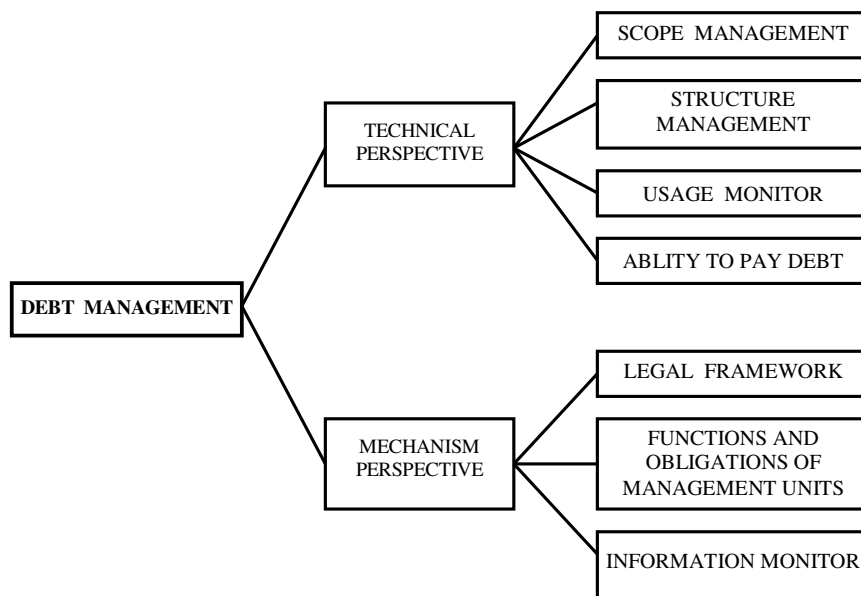 SCOPE MANAGEMENT
STRUCTURE
MANAGEMENT
TECHNICAL
PERSPECTIVE
USAGE MONITOR
ABLITY TO PAY DEBT
DEBT MANAGEMENT
LEGAL FRAMEWORK
MECHANISM
PERSPECTIVE
FUNCTIONS AND
OBLIGATIONS OF
MANAGEMENT UNITS
INFORMATION MONITOR